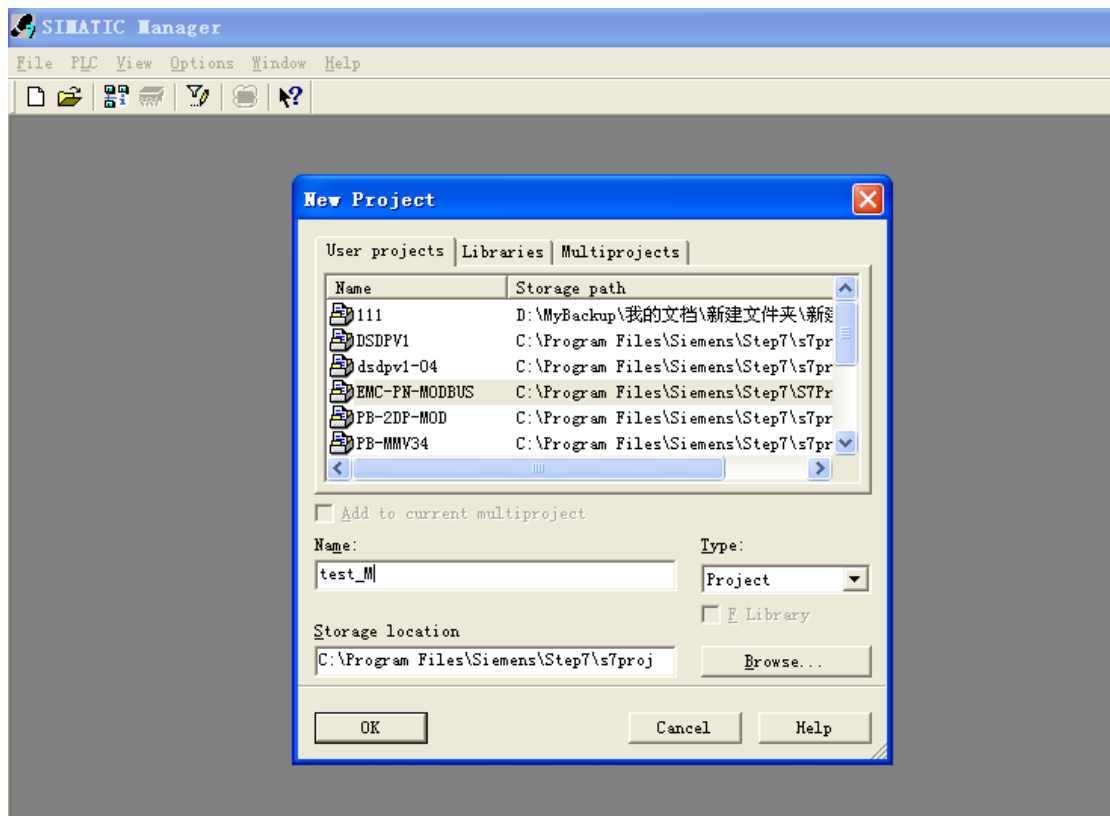 SIMATIC Manager
File PLC View Options Window Help
New Project
User projects Libraries Multiprojects
Name Storage path
111 D:\MyBackup\我的文档\新建文件夹\新建
DSDPV1 C:\Program Files\Siemens\Step7\s7pr
dsdpv1-04 C:\Program Files\Siemens\Step7\s7pr
EMC-PN-MODBUS C:\Program Files\Siemens\Step7\S7Pr
PB-2DP-MOD C:\Program Files\Siemens\Step7\s7pr
PB-MMV34 C:\Program Files\Siemens\Step7\s7pr
Add to current multiproject
Name: Type:
test_M Project
F Library
Storage location
C:\Program Files\Siemens\Step7\s7proj Browse...
OK Cancel Help